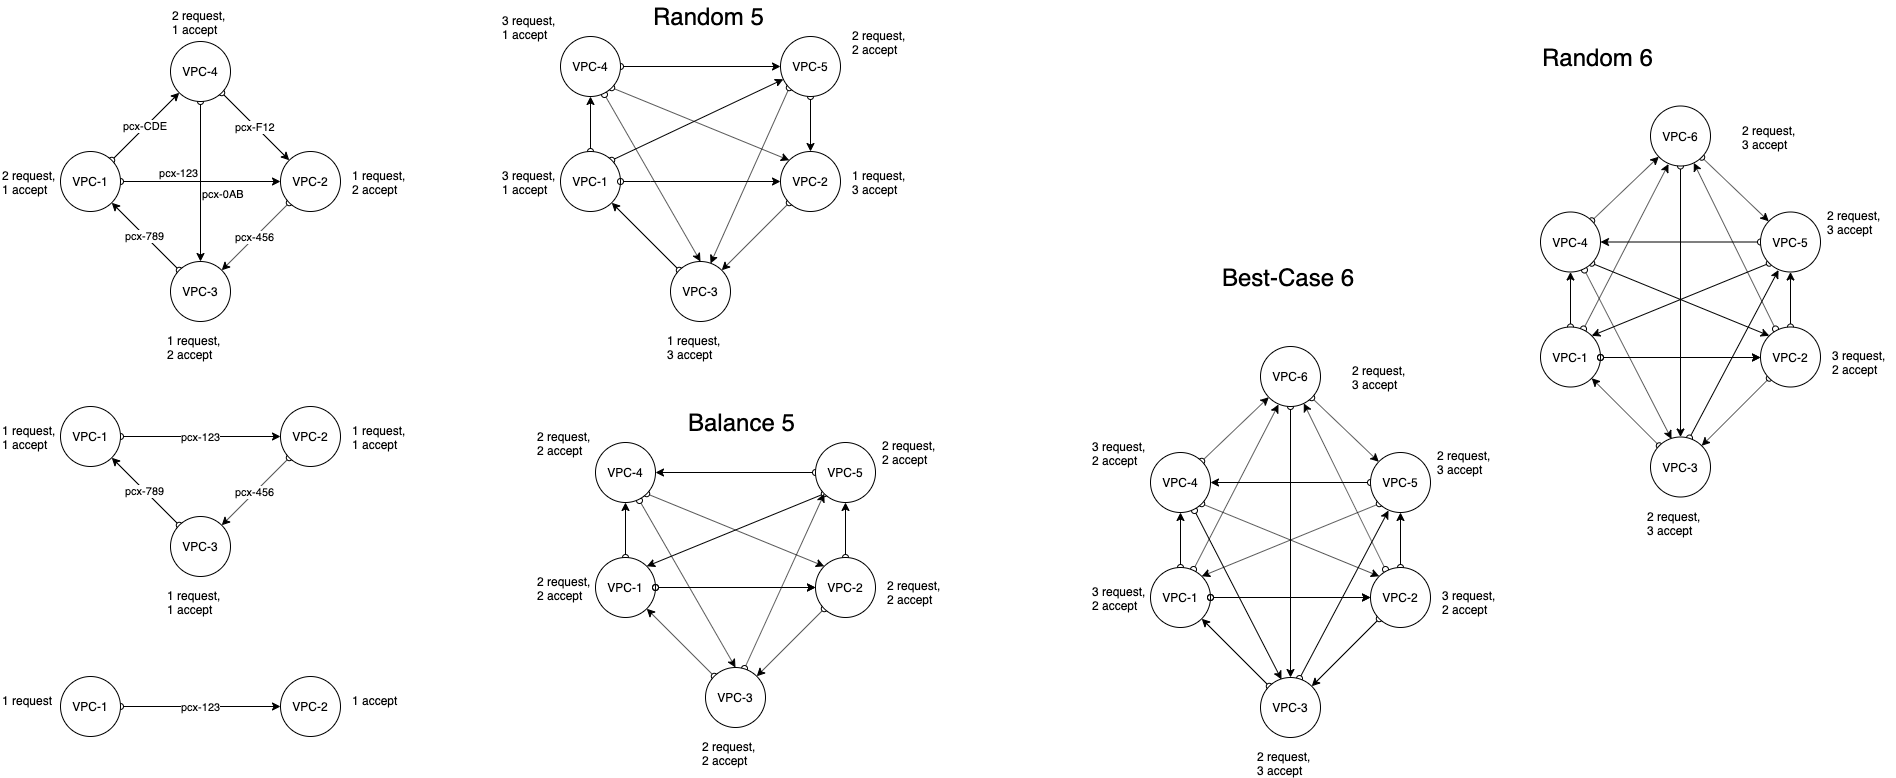 2 request,
1 accept
VPC-4
pcx-CDE
pcx-F12
2 request,
1 accept
VPC-1
pcx-123
pcx-0AB
VPC-2
1 request,
2 accept
pcx-789
pcx-456
VPC-3
1 request,
2 accept
1 request,
1 accept
VPC-1
pcx-123
VPC-2
1 request,
1 accept
pcx-789
pcx-456
VPC-3
1 request,
1 accept
1 request
VPC-1
pcx-123
VPC-2
1 accept
Random 5
3 request,
1 accept
VPC-4
VPC-5
2 request,
2 accept
3 request,
1 accept
VPC-1
VPC-2
1 request,
3 accept
VPC-3
1 request,
3 accept
Balance 5
2 request,
2 accept
VPC-4
VPC-5
2 request,
2 accept
2 request,
2 accept
VPC-1
VPC-2
2 request,
2 accept
VPC-3
2 request,
2 accept
Best-Case 6
VPC-6
2 request,
3 accept
3 request,
2 accept
VPC-4
VPC-5
2 request,
3 accept
3 request,
2 accept
VPC-1
VPC-2
3 request,
2 accept
VPC-3
2 request,
3 accept
Random 6
VPC-6
2 request,
3 accept
VPC-4
VPC-5
2 request,
3 accept
VPC-1
VPC-2
3 request,
2 accept
VPC-3
2 request,
3 accept